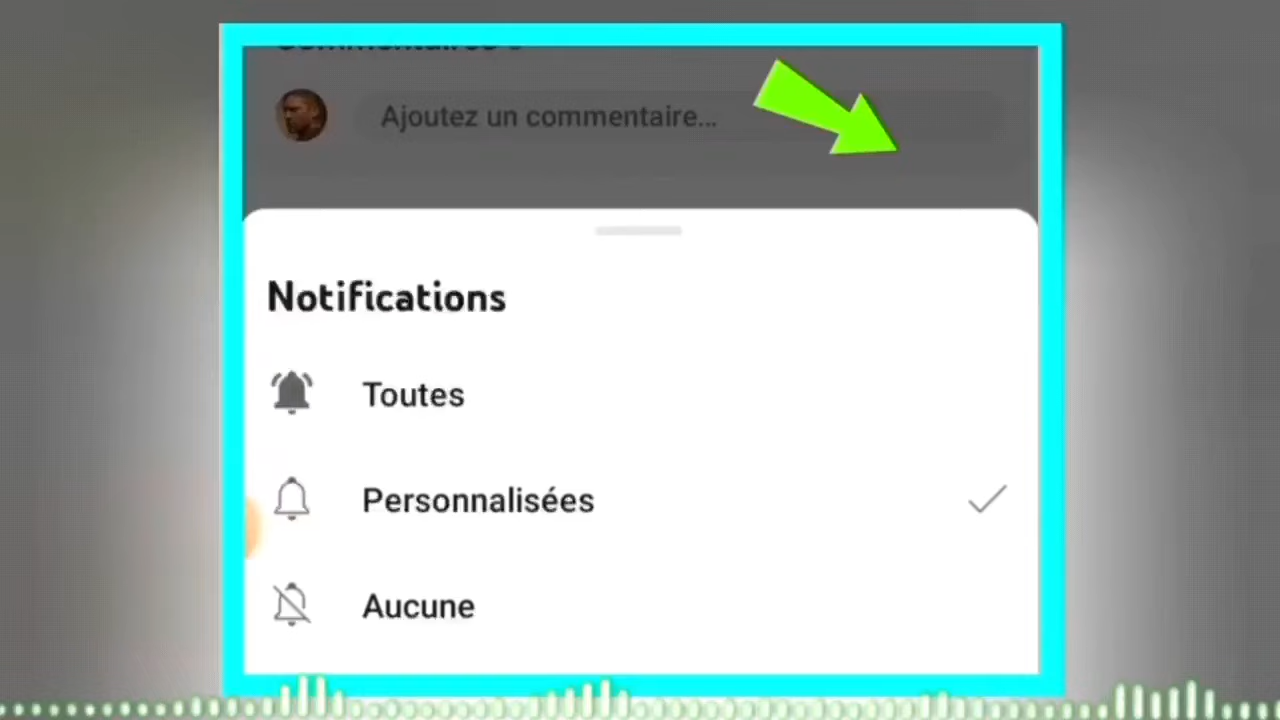 Ajoutez un commentaire...
Notifications
Toutes
Personnalisées
Aucune